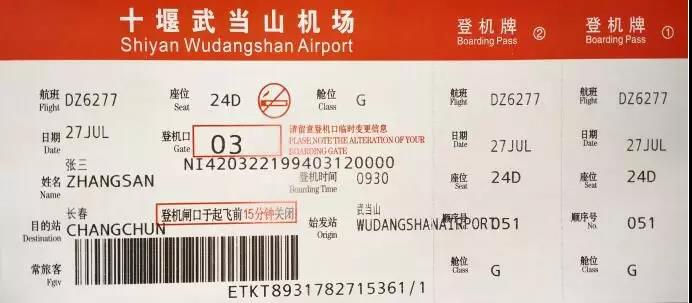 十堰武当山机场
Shiyan Wudangshan Airport
登机牌 ②
Boarding Pass
登机牌 ①
Boarding Pass
航班 DZ6277 座位 24D 舱位 G
Flight Seat Class
日期 27JUL 登机口 03 请留意登机口临时变更信息
Date Gate PLEASE NOTE THE ALTERATION OF YOUR
BOARDING GATE
张三 NI420322199403120000
姓名 ZHANGSAN 登机时间 0930
Name Boarding Time
长春 登机闸口于起飞前15分钟关闭 武当山
目的站 CHANGCHUN 始发站 WUDANGSHANAIRPORT
Destination Origin
常旅客
Fqtv
ETKT8931782715361/1
航班 DZ6277
Flight
日期 27JUL
Date
座位 24D
Seat
顺序号 051
No.
舱位 G
Class
航班 DZ6277
Flight
日期 27JUL
Date
座位 24D
Seat
顺序号 051
No.
舱位 G
Class